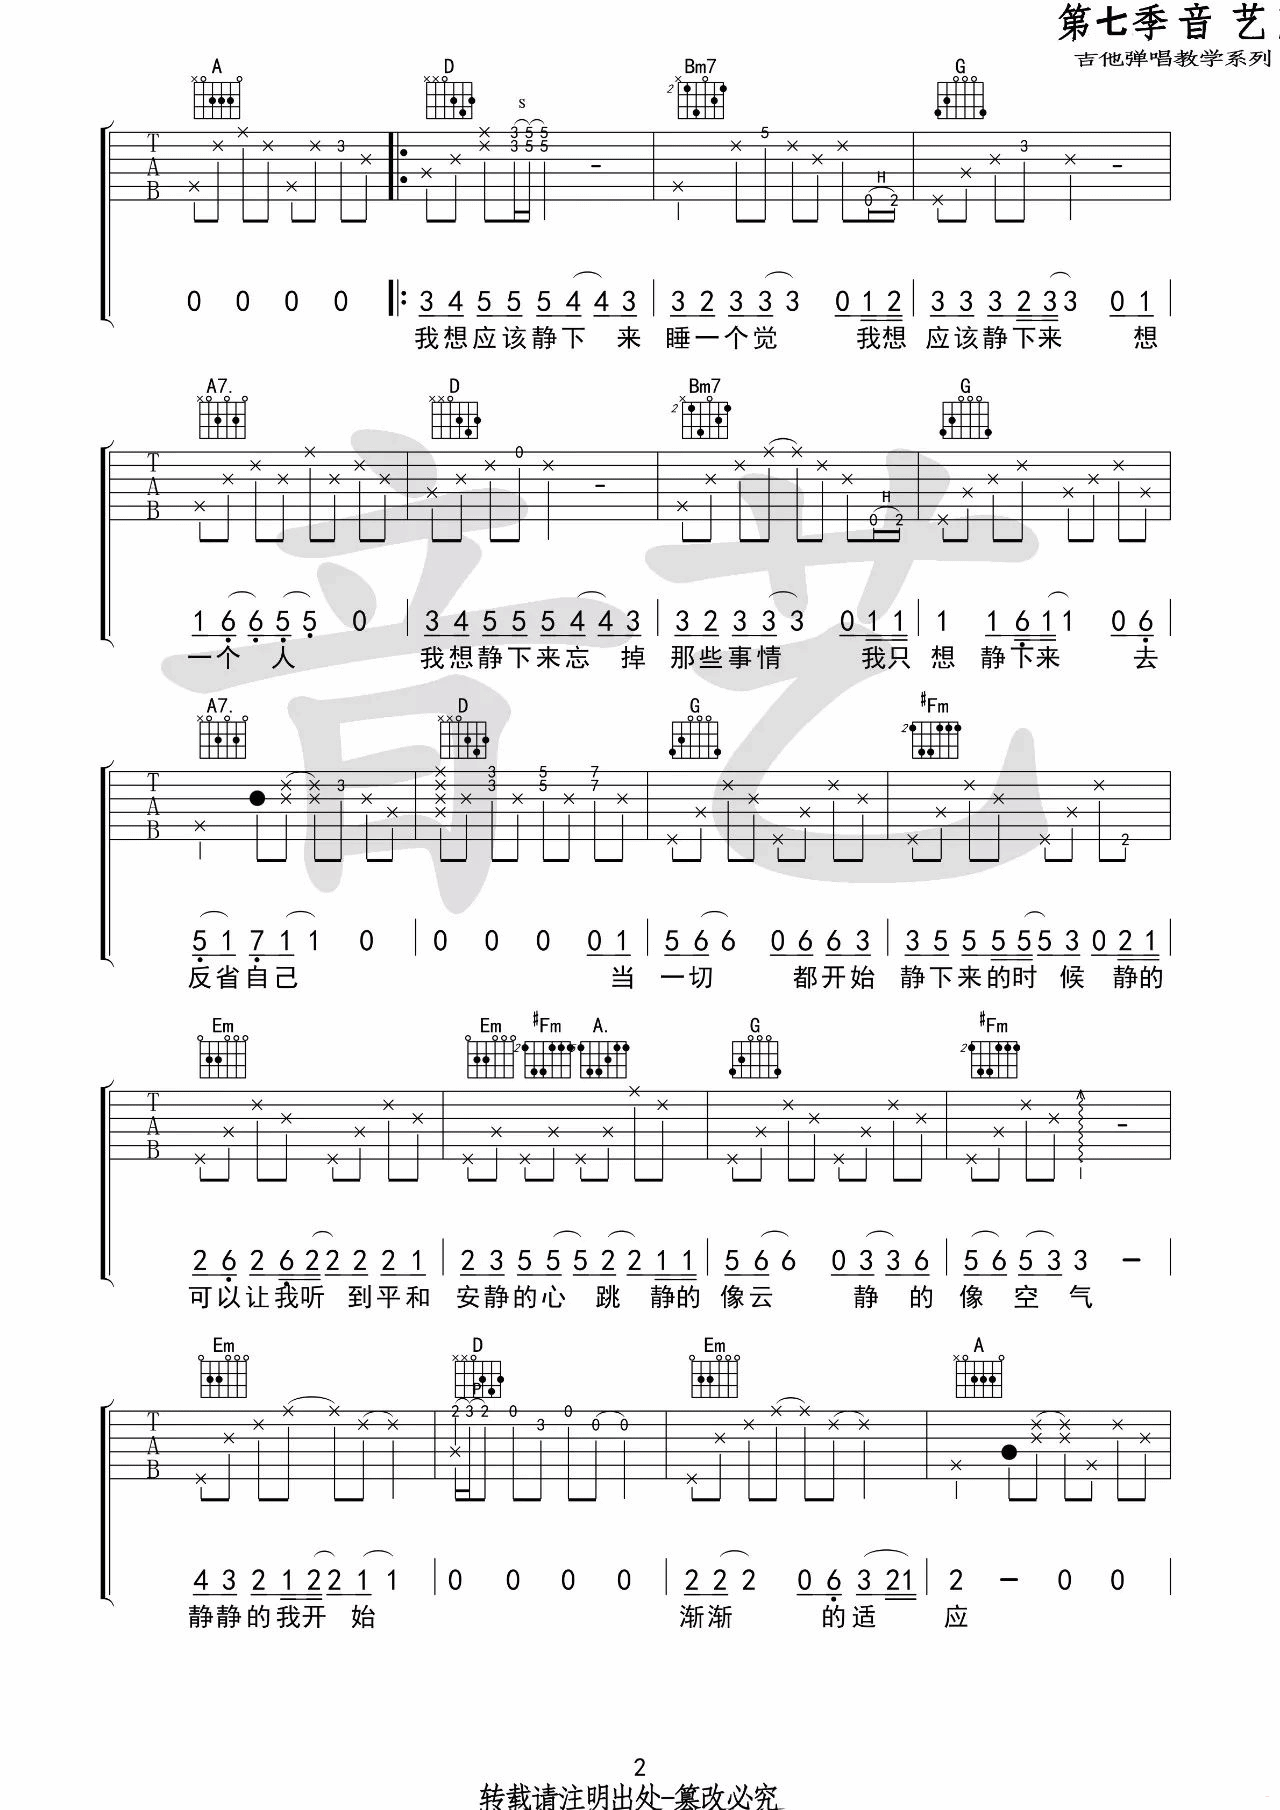 第七季音 艺
吉他弹唱教学系列
A D Bm7 G
S
T A B
H
0 0 0 0 3 4 5 5 5 4 4 3 3 2 3 3 3 0 1 2 3 3 3 2 3 3 0 1
我想应该静下 来 睡一个觉 我想 应该静下来 想
A7. D Bm7 G
T A B
H
1 6 6 5 5 0 3 4 5 5 5 4 4 3 3 2 3 3 3 0 1 1 1 1 6 1 1 0 6
一个 人 我想静下来忘 掉 那些事情 我只 想 静下来 去
A7. D G #Fm
T A B
5 1 7 1 1 0 0 0 0 0 1 5 6 6 0 6 6 3 3 5 5 5 5 5 3 0 2 1
反省自己 当 一切 都开始 静下来的时 候 静的
Em Em #Fm A. G #Fm
T A B
2 6 2 6 2 2 2 2 1 2 3 5 5 5 2 2 1 1 5 6 6 0 3 3 6 5 6 5 3 3 —
可以让我听 到平和 安静的心 跳 静的 像云 静 的 像 空 气
Em D Em A
P
T A B
4 3 2 1 2 2 1 1 0 0 0 0 2 2 2 0 6 3 2 1 2 — 0 0
静静的我开 始 渐渐 的适 应
2
转载请注明出处-篡改必究
音艺